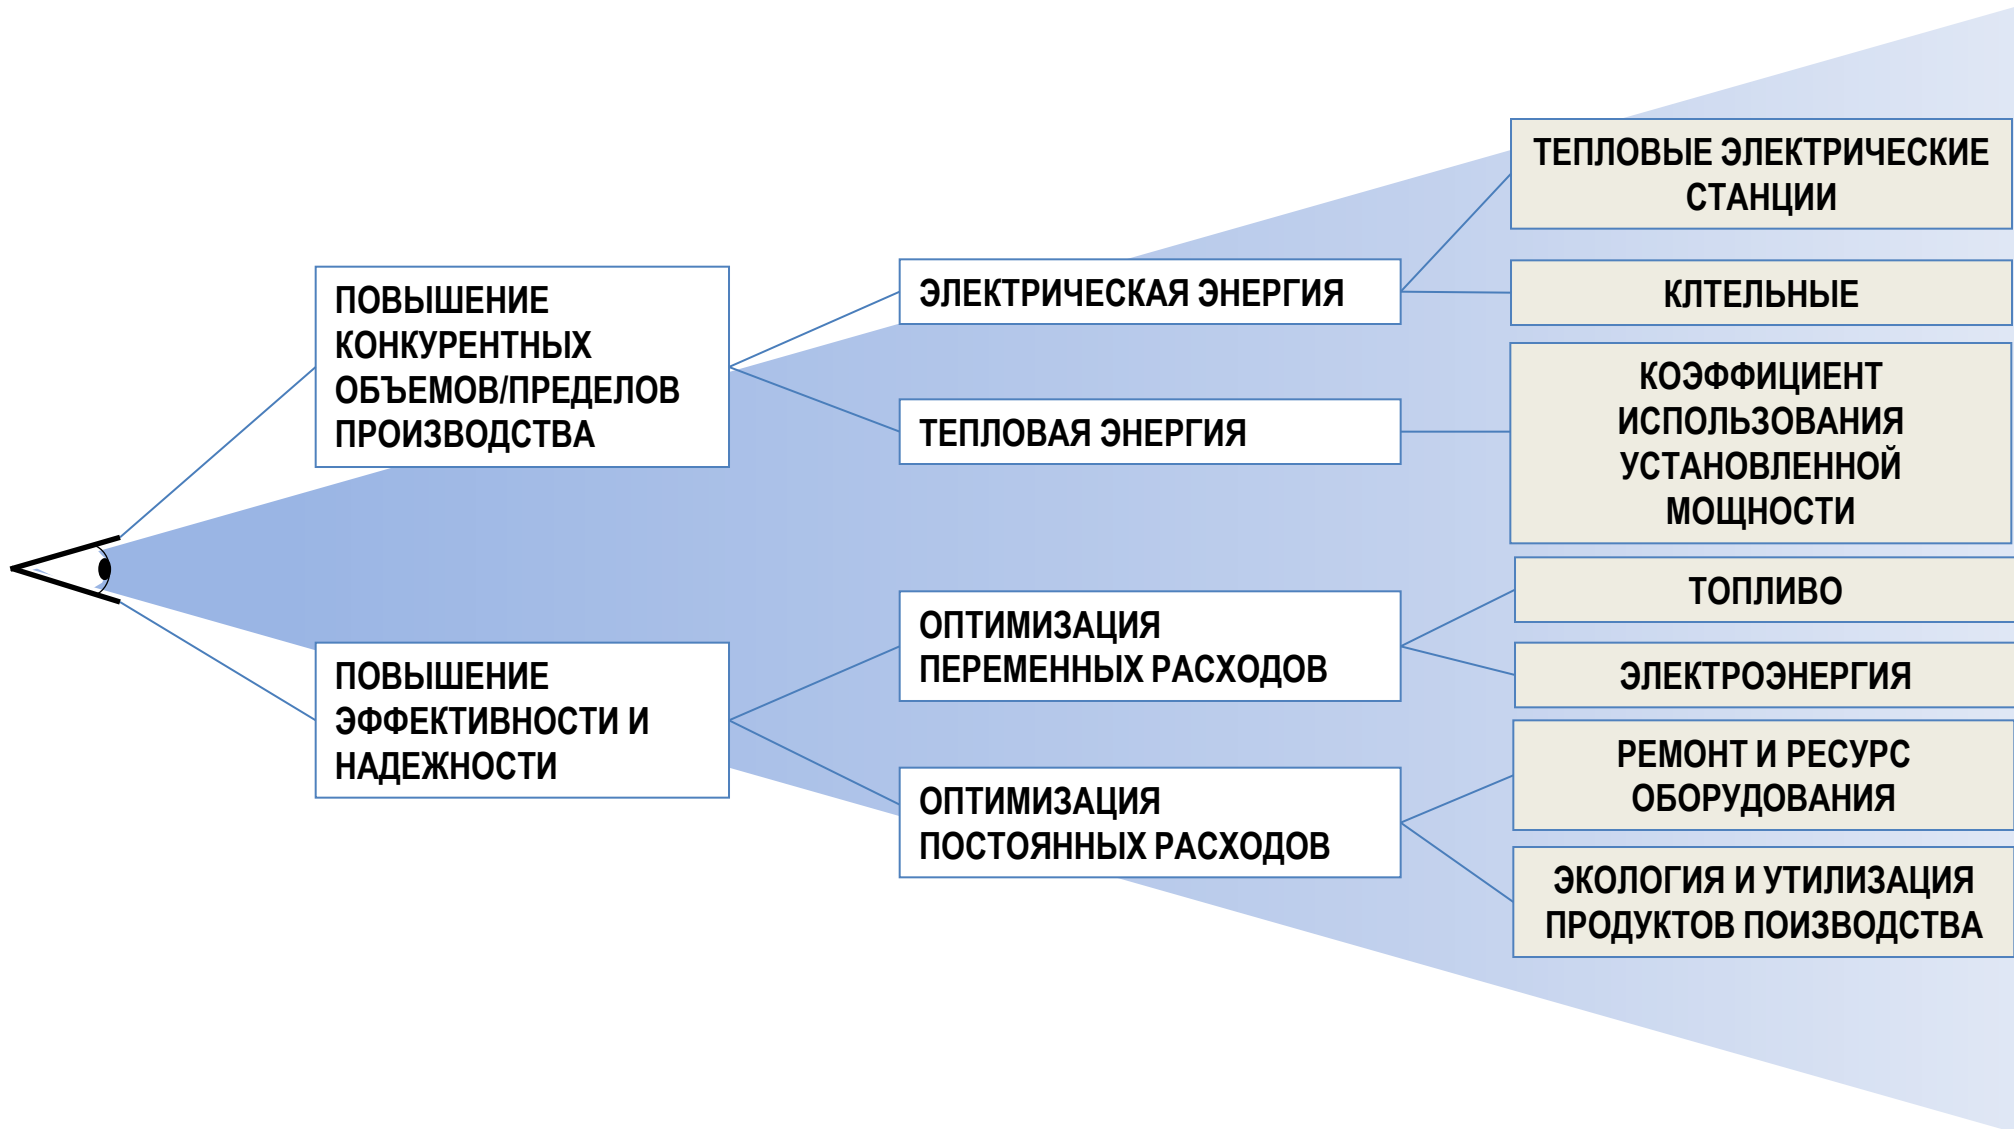 ПОВЫШЕНИЕ
КОНКУРЕНТНЫХ
ОБЪЕМОВ/ПРЕДЕЛОВ
ПРОИЗВОДСТВА
ПОВЫШЕНИЕ
ЭФФЕКТИВНОСТИ И
НАДЕЖНОСТИ
ЭЛЕКТРИЧЕСКАЯ ЭНЕРГИЯ
ТЕПЛОВАЯ ЭНЕРГИЯ
ОПТИМИЗАЦИЯ
ПЕРЕМЕННЫХ РАСХОДОВ
ОПТИМИЗАЦИЯ
ПОСТОЯННЫХ РАСХОДОВ
ТЕПЛОВЫЕ ЭЛЕКТРИЧЕСКИЕ
СТАНЦИИ
КЛТЕЛЬНЫЕ
КОЭФФИЦИЕНТ
ИСПОЛЬЗОВАНИЯ
УСТАНОВЛЕННОЙ
МОЩНОСТИ
ТОПЛИВО
ЭЛЕКТРОЭНЕРГИЯ
РЕМОНТ И РЕСУРС
ОБОРУДОВАНИЯ
ЭКОЛОГИЯ И УТИЛИЗАЦИЯ
ПРОДУКТОВ ПОИЗВОДСТВА